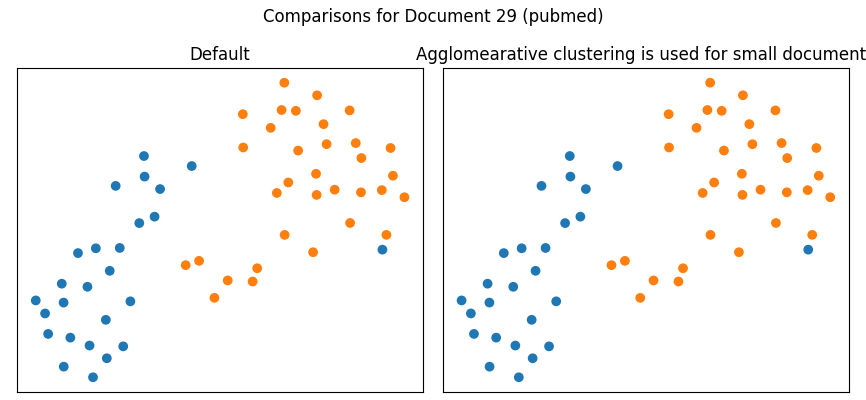 Comparisons for Document 29 (pubmed)
Default
Agglomearative clustering is used for small document